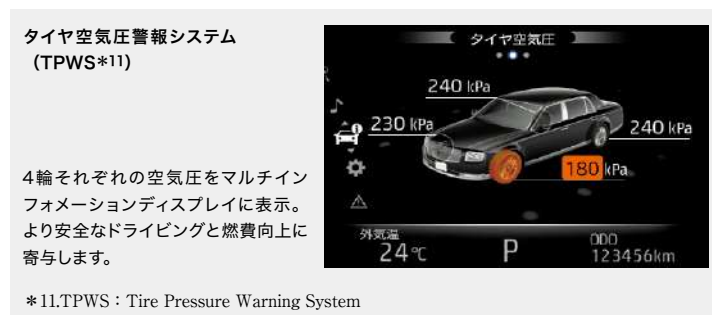 タイヤ空気圧警報システム
（TPWS*11）
4輪それぞれの空気圧をマルチイン
フォメーションディスプレイに表示。
より安全なドライビングと燃費向上に
寄与します。
タイヤ空気圧
240 kPa
230 kPa
240 kPa
180 kPa
外気温
24℃
P
ODO
123456km
*11.TPWS：Tire Pressure Warning System